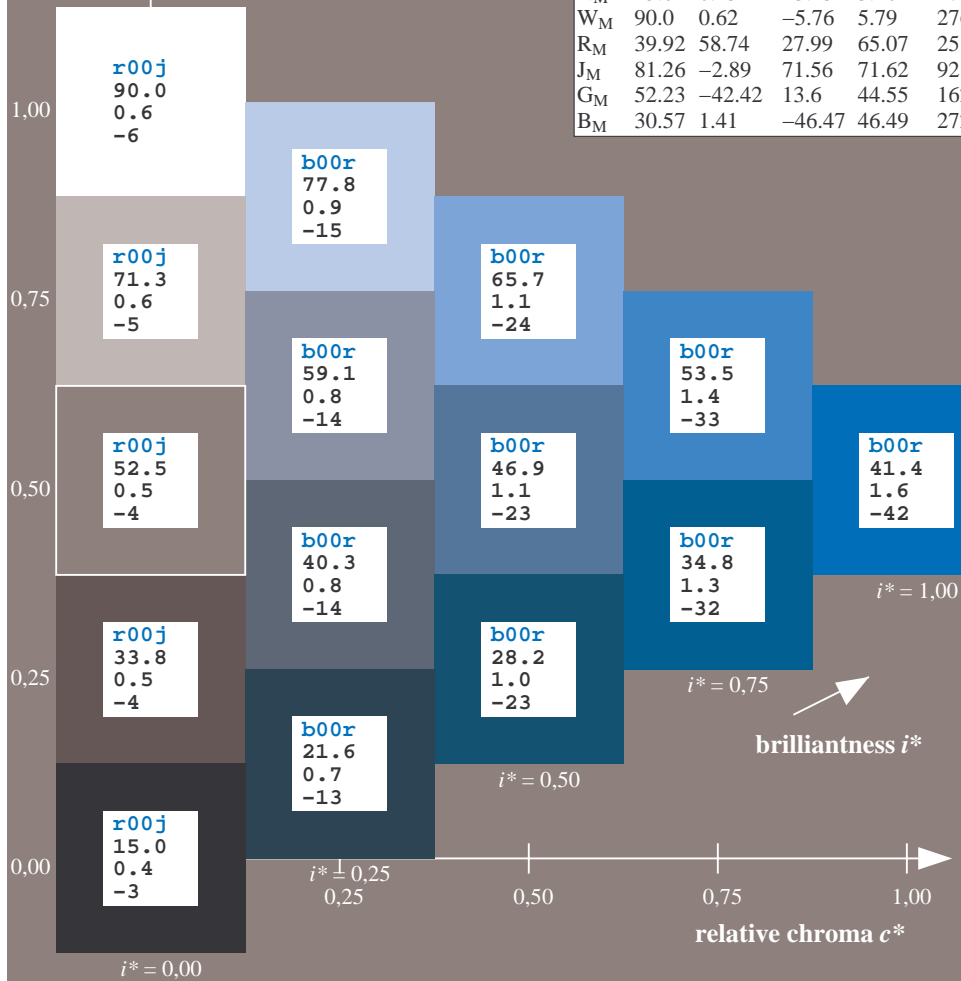 W_M 90.0 0.62 −5.76 5.79
R_M 39.92 58.74 27.99 65.07
J_M 81.26 −2.89 71.56 71.62 92
G_M 52.23 −42.42 13.6 44.55
B_M 30.57 1.41 −46.47 46.49
1,00
r00j
90.0
0.6
−6
b00r
77.8
0.9
−15
r00j
71.3
0.6
−5
b00r
65.7
1.1
−24
0,75
b00r
59.1
0.8
−14
b00r
53.5
1.4
−33
r00j
52.5
0.5
−4
b00r
46.9
1.1
−23
b00r
41.4
1.6
−42
0,50
b00r
40.3
0.8
−14
b00r
34.8
1.3
−32
i* = 1,00
r00j
33.8
0.5
−4
b00r
28.2
1.0
−23
0,25
i* = 0,75
b00r
21.6
0.7
−13
brilliantness i*
i* = 0,50
r00j
15.0
0.4
−3
0,00
i* = 0,25
0,25 0,50 0,75 1,00
relative chroma c*
i* = 0,00